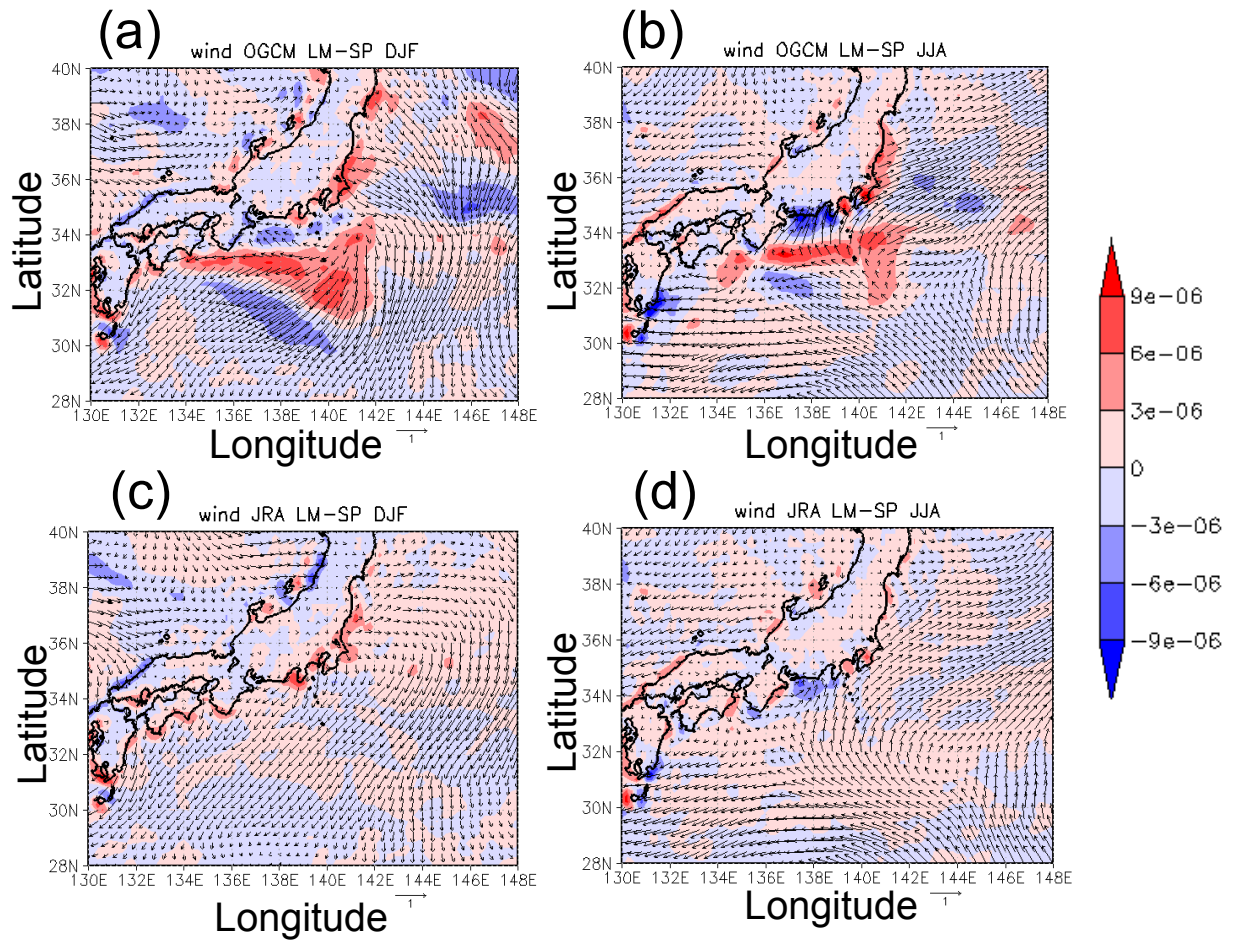 (a)
wind OGCM LM-SP DJF
40N
38N
36N
34N
32N
30N
28N
130E 132E 134E 136E 138E 140E 142E 144E 146E 148E
Latitude
Longitude
1
(b)
wind OGCM LM-SP JJA
40N
38N
36N
34N
32N
30N
28N
130E 132E 134E 136E 138E 140E 142E 144E 146E 148E
Latitude
Longitude
1
(c)
wind JRA LM-SP DJF
40N
38N
36N
34N
32N
30N
28N
130E 132E 134E 136E 138E 140E 142E 144E 146E 148E
Latitude
Longitude
1
(d)
wind JRA LM-SP JJA
40N
38N
36N
34N
32N
30N
28N
130E 132E 134E 136E 138E 140E 142E 144E 146E 148E
Latitude
Longitude
1
9e-06
6e-06
3e-06
0
-3e-06
-6e-06
-9e-06